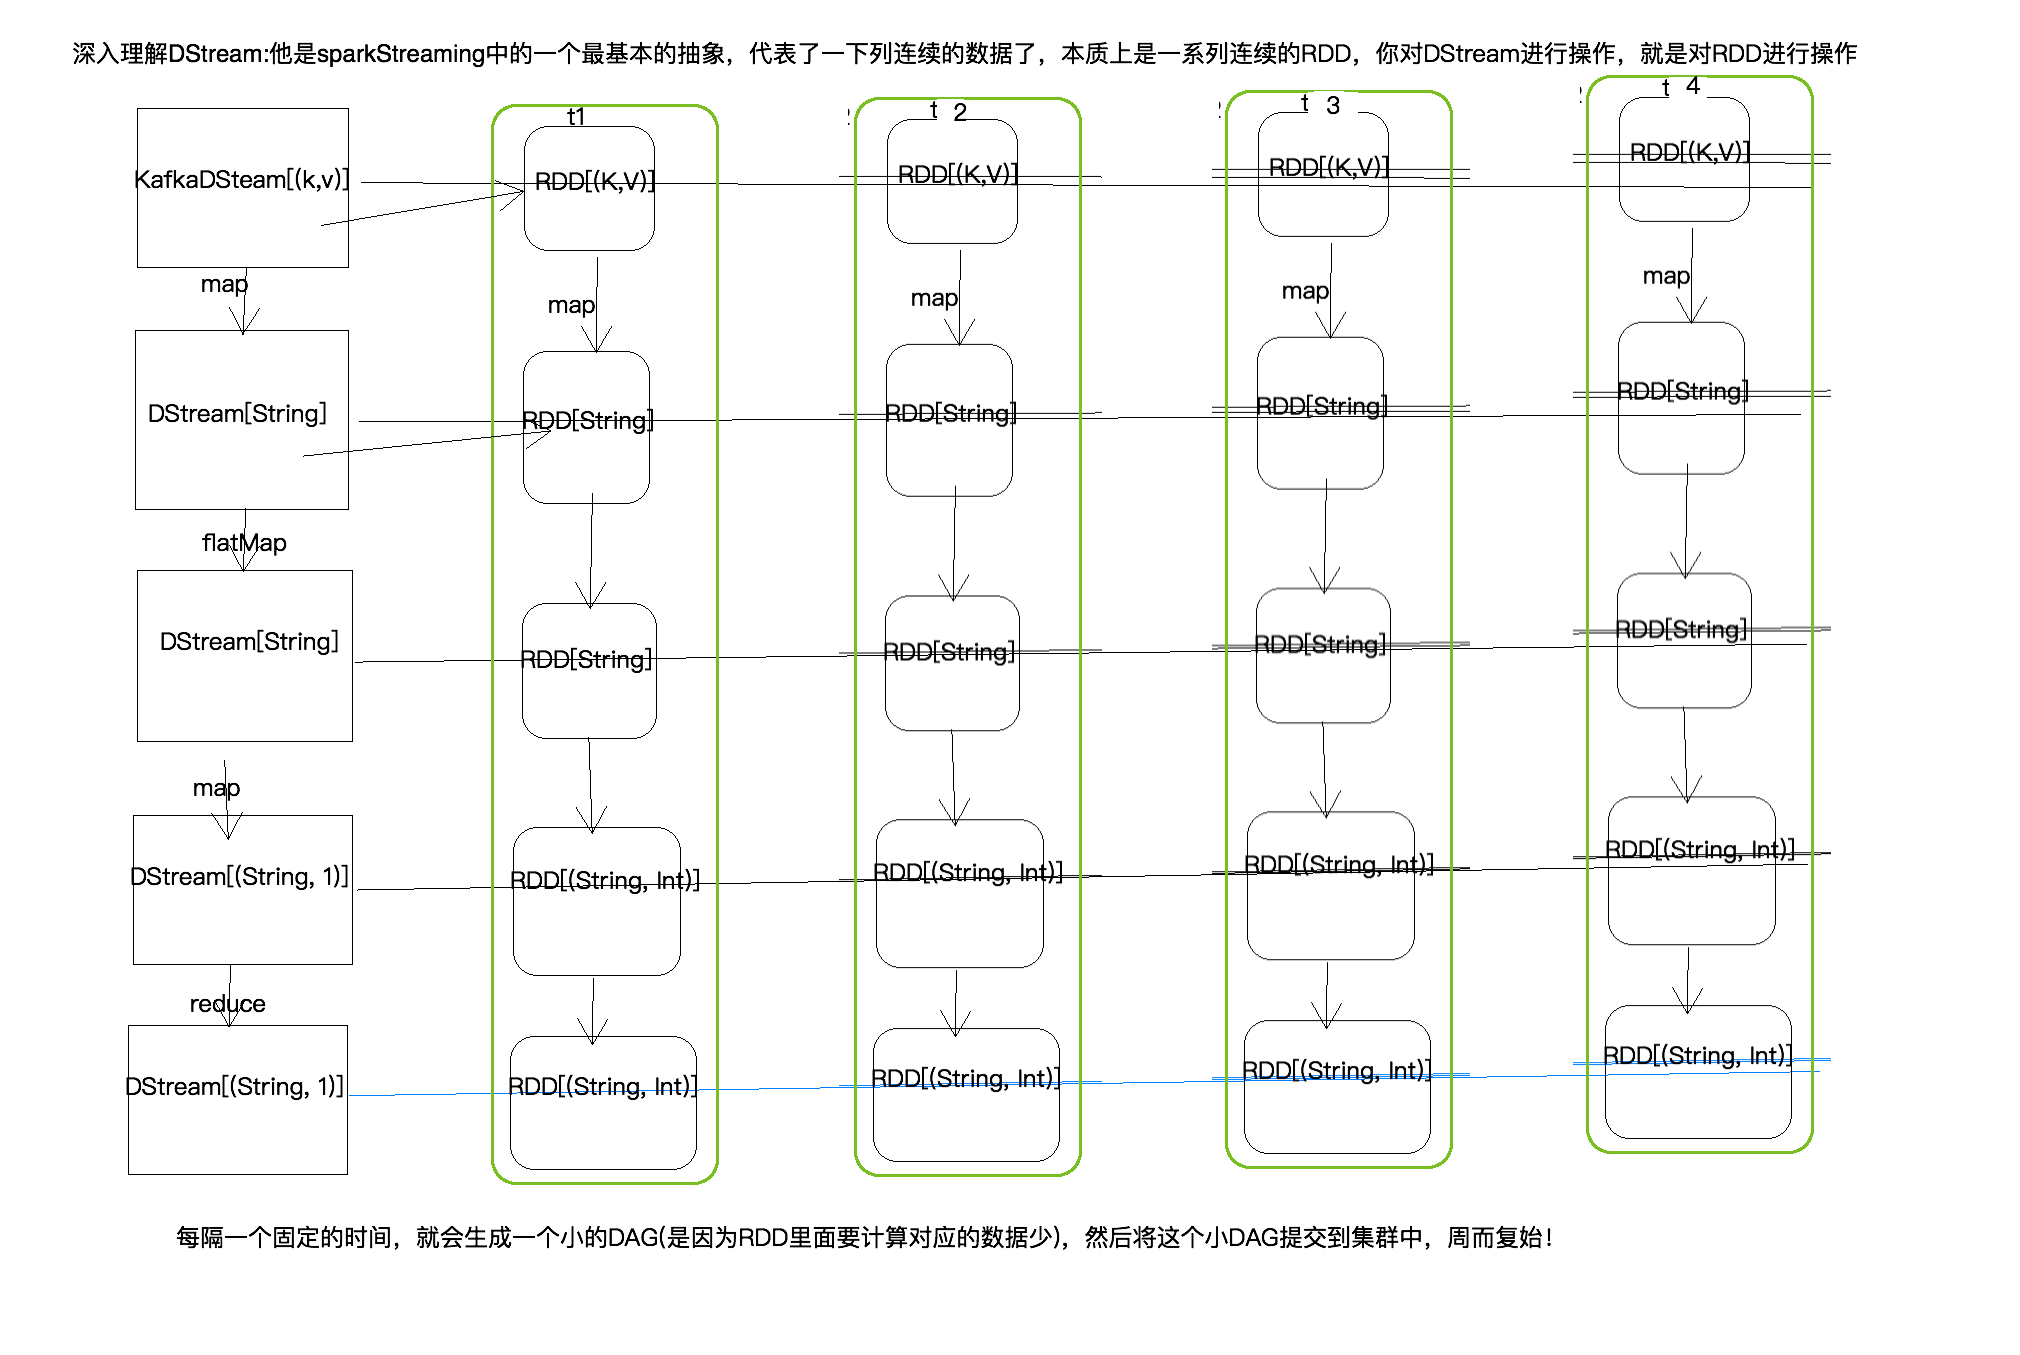 深入理解DStream:他是sparkStreaming中的一个最基本的抽象，代表了一下列连续的数据了，本质上是一系列连续的RDD，你对DStream进行操作，就是对RDD进行操作
t1
t 2
t 3
t 4
KafkaDSteam[(k,v)]
RDD[(K,V)]
RDD[(K,V)]
RDD[(K,V)]
RDD[(K,V)]
map
map
map
map
map
DStream[String]
RDD[String]
RDD[String]
RDD[String]
RDD[String]
flatMap
DStream[String]
RDD[String]
RDD[String]
RDD[String]
RDD[String]
map
DStream[(String, 1)]
RDD[(String, Int)]
RDD[(String, Int)]
RDD[(String, Int)]
RDD[(String, Int)]
reduce
DStream[(String, 1)]
RDD[(String, Int)]
RDD[(String, Int)]
RDD[(String, Int)]
RDD[(String, Int)]
每隔一个固定的时间，就会生成一个小的DAG(是因为RDD里面要计算对应的数据少)，然后将这个小DAG提交到集群中，周而复始！